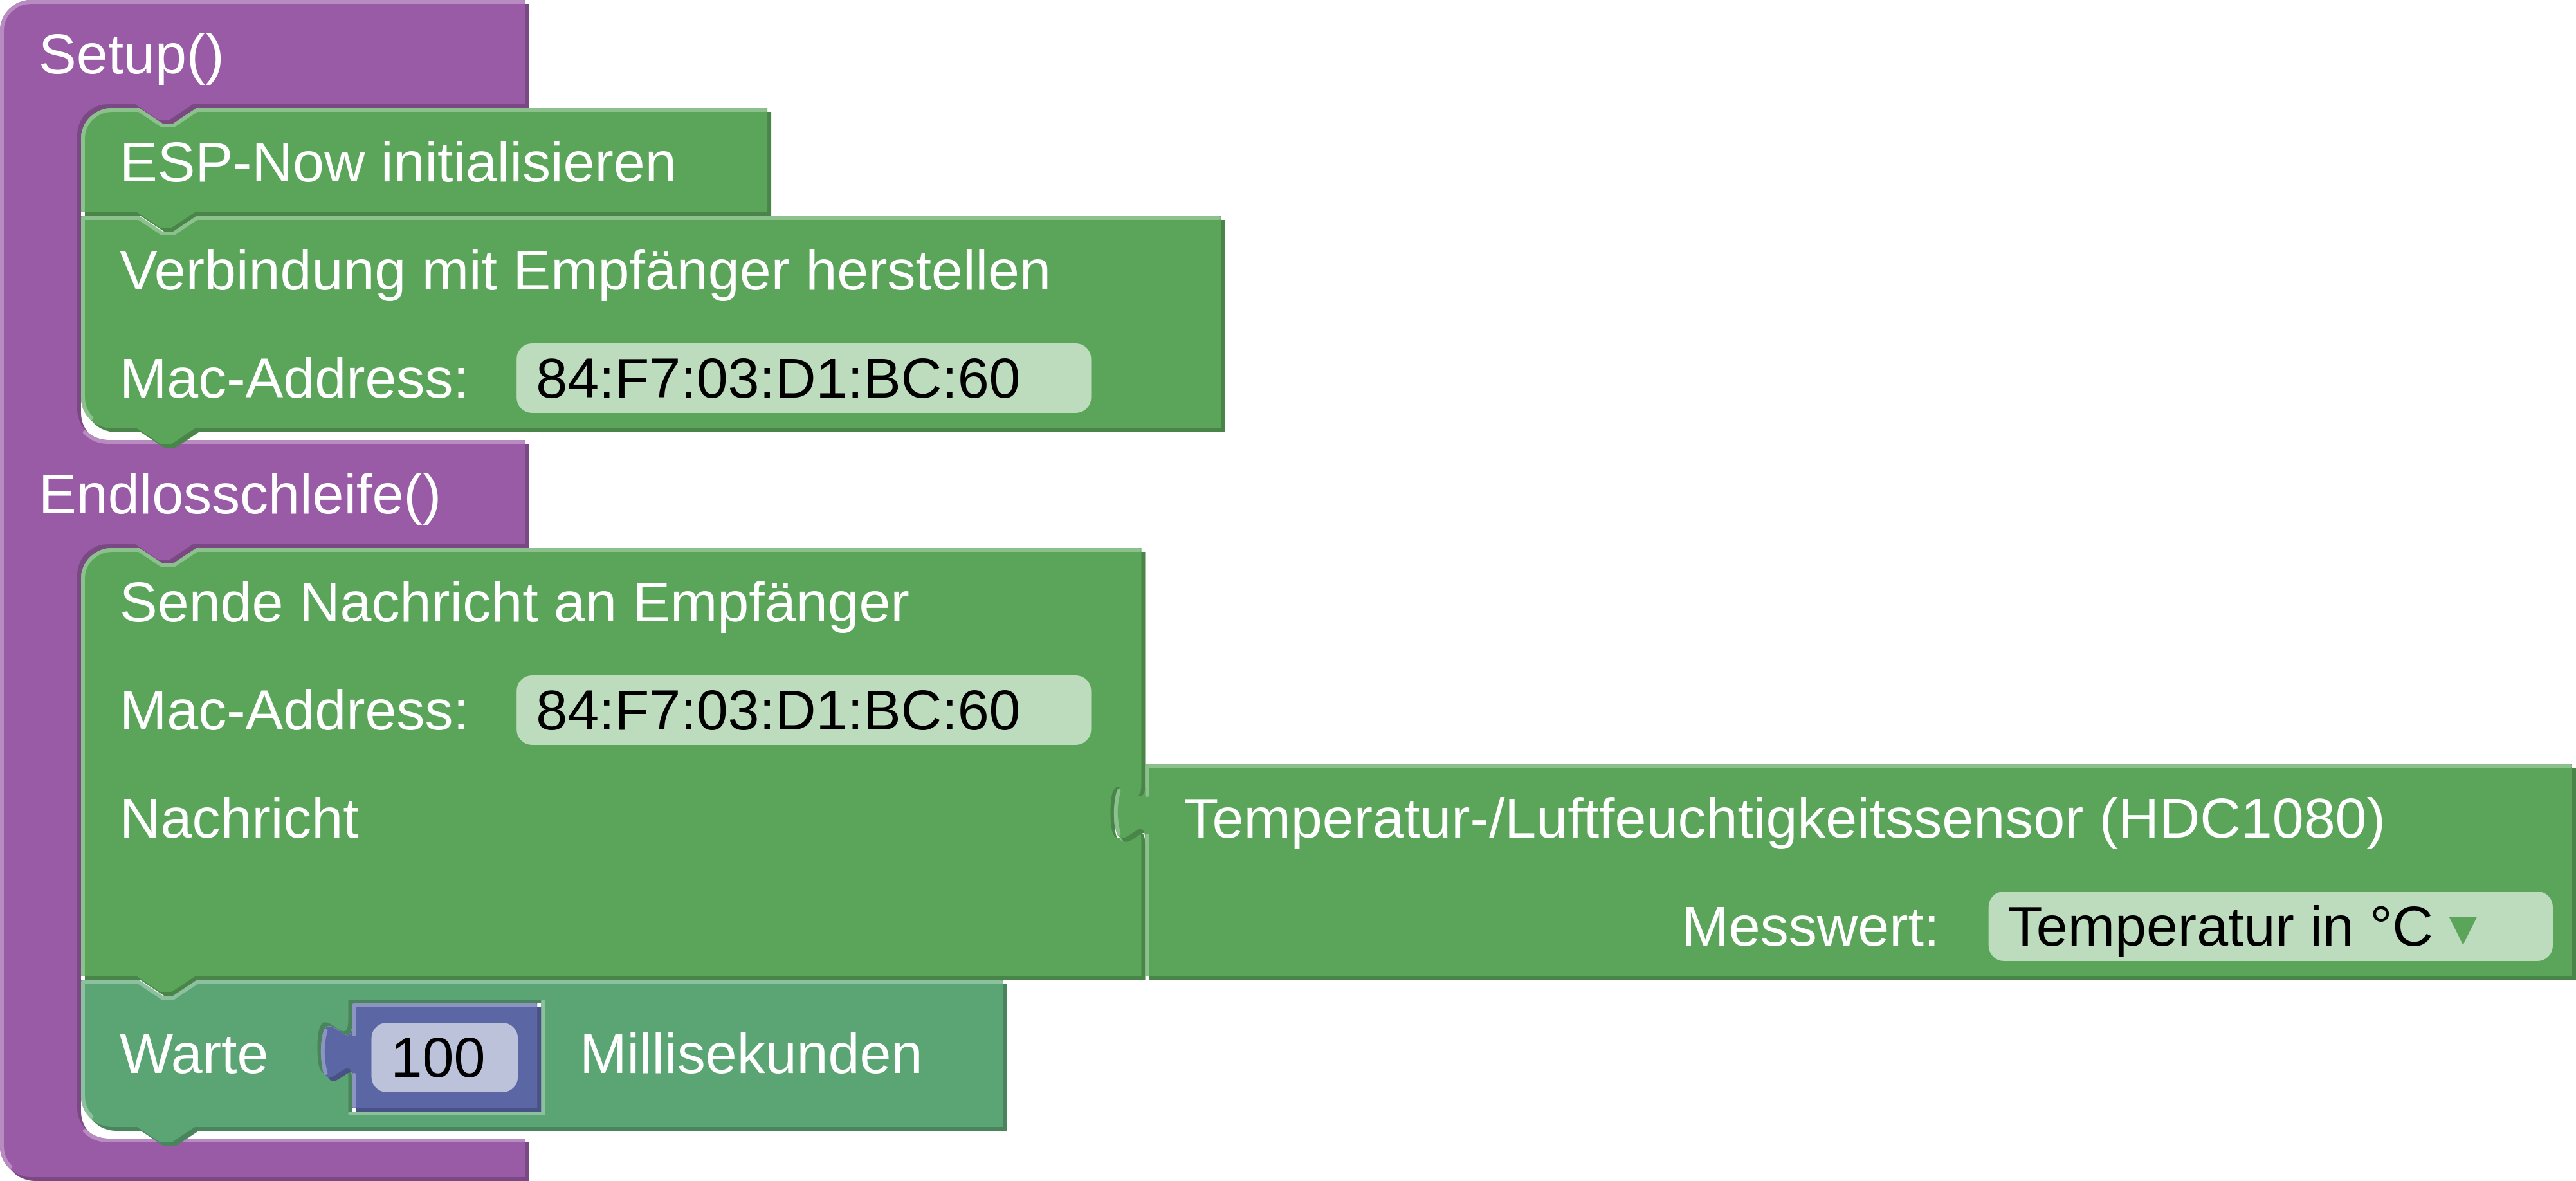 Setup()
ESP-Now initialisieren
Verbindung mit Empfänger herstellen
Mac-Address: 84:F7:03:D1:BC:60
Endlosschleife()
Sende Nachricht an Empfänger
Mac-Address: 84:F7:03:D1:BC:60
Nachricht Temperatur-/Luftfeuchtigkeitssensor (HDC1080)
Messwert: Temperatur in °C ▾
Warte 100 Millisekunden